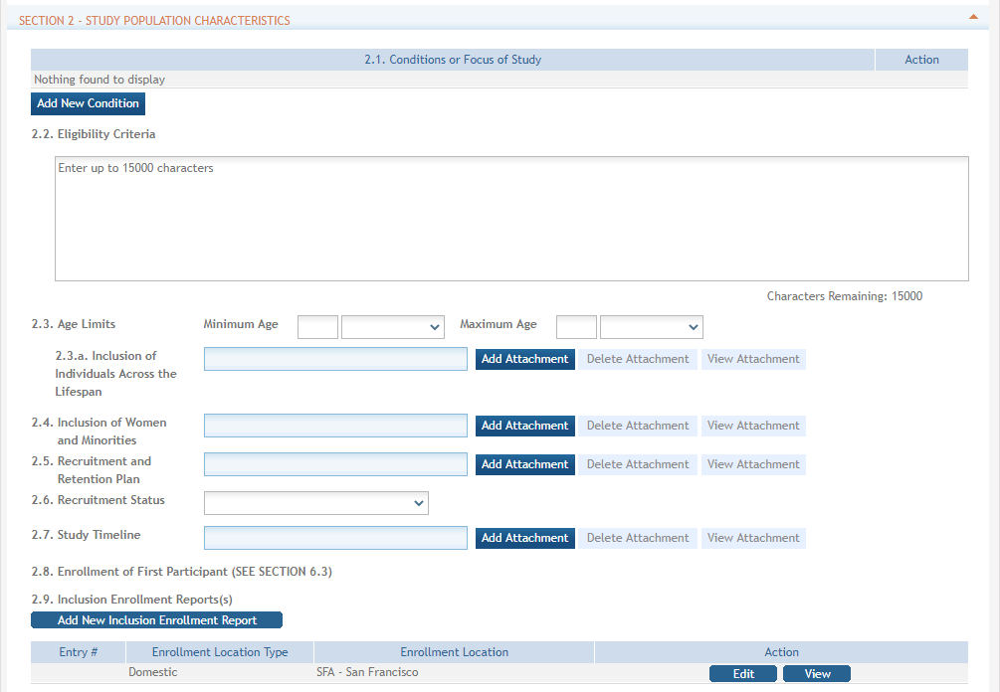 SECTION 2 - STUDY POPULATION CHARACTERISTICS
2.1. Conditions or Focus of Study Action
Nothing found to display
Add New Condition
2.2. Eligibility Criteria
Enter up to 15000 characters
Characters Remaining: 15000
2.3. Age Limits Minimum Age Maximum Age
2.3.a. Inclusion of
Individuals Across the
Lifespan
Add Attachment Delete Attachment View Attachment
2.4. Inclusion of Women
and Minorities
Add Attachment Delete Attachment View Attachment
2.5. Recruitment and
Retention Plan
Add Attachment Delete Attachment View Attachment
2.6. Recruitment Status
2.7. Study Timeline Add Attachment Delete Attachment View Attachment
2.8. Enrollment of First Participant (SEE SECTION 6.3)
2.9. Inclusion Enrollment Reports(s)
Add New Inclusion Enrollment Report
Entry # Enrollment Location Type Enrollment Location Action
Domestic SFA - San Francisco Edit View